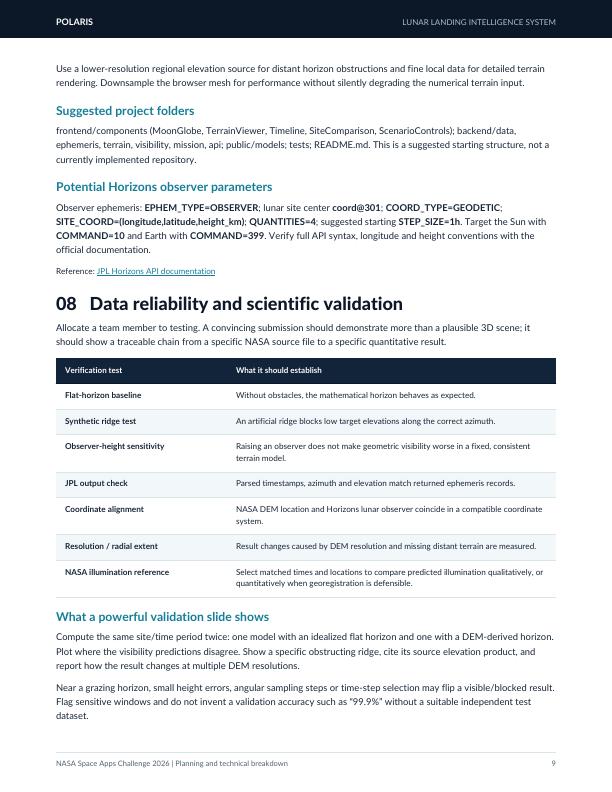 POLARIS
LUNAR LANDING INTELLIGENCE SYSTEM
Use a lower-resolution regional elevation source for distant horizon obstructions and fine local data for detailed terrain
rendering. Downsample the browser mesh for performance without silently degrading the numerical terrain input.
Suggested project folders
frontend/components (MoonGlobe, TerrainViewer, Timeline, SiteComparison, ScenarioControls); backend/data,
ephemeris, terrain, visibility, mission, api; public/models; tests; README.md. This is a suggested starting structure, not a
currently implemented repository.
Potential Horizons observer parameters
Observer ephemeris: EPHEM_TYPE=OBSERVER; lunar site center coord@301; COORD_TYPE=GEODETIC;
SITE_COORD=(longitude,latitude,height_km); QUANTITIES=4; suggested starting STEP_SIZE=1h. Target the Sun with
COMMAND=10 and Earth with COMMAND=399. Verify full API syntax, longitude and height conventions with the
official documentation.
Reference: JPL Horizons API documentation
08 Data reliability and scientific validation
Allocate a team member to testing. A convincing submission should demonstrate more than a plausible 3D scene; it
should show a traceable chain from a specific NASA source file to a specific quantitative result.
Verification test
What it should establish
Flat-horizon baseline
Without obstacles, the mathematical horizon behaves as expected.
Synthetic ridge test
An artificial ridge blocks low target elevations along the correct azimuth.
Observer-height sensitivity
Raising an observer does not make geometric visibility worse in a fixed, consistent
terrain model.
JPL output check
Parsed timestamps, azimuth and elevation match returned ephemeris records.
Coordinate alignment
NASA DEM location and Horizons lunar observer coincide in a compatible coordinate
system.
Resolution / radial extent
Result changes caused by DEM resolution and missing distant terrain are measured.
NASA illumination reference
Select matched times and locations to compare predicted illumination qualitatively, or
quantitatively when georegistration is defensible.
What a powerful validation slide shows
Compute the same site/time period twice: one model with an idealized flat horizon and one with a DEM-derived horizon.
Plot where the visibility predictions disagree. Show a specific obstructing ridge, cite its source elevation product, and
report how the result changes at multiple DEM resolutions.
Near a grazing horizon, small height errors, angular sampling steps or time-step selection may flip a visible/blocked result.
Flag sensitive windows and do not invent a validation accuracy such as “99.9%” without a suitable independent test
dataset.
NASA Space Apps Challenge 2026 | Planning and technical breakdown
9